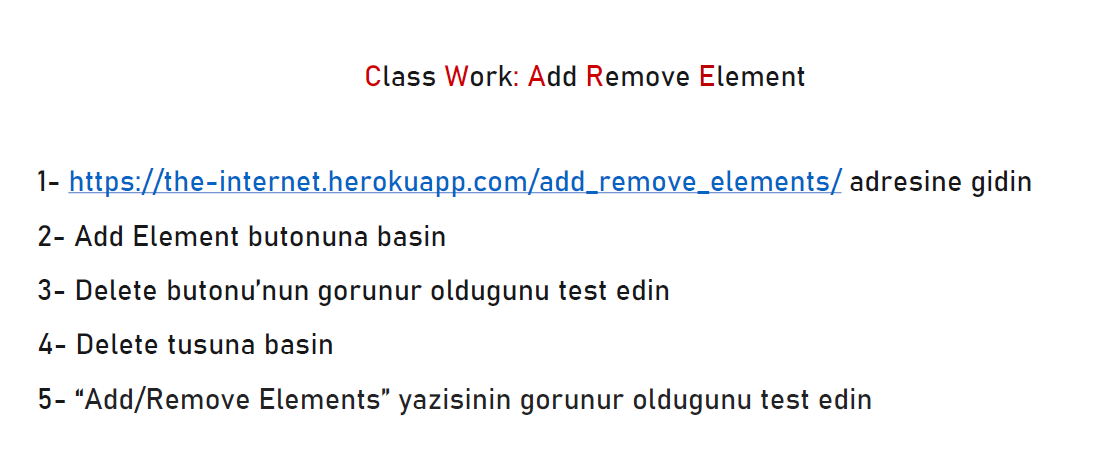 Class Work: Add Remove Element
1- https://the-internet.herokuapp.com/add_remove_elements/ adresine gidin
2- Add Element butonuna basin
3- Delete butonu’nun gorunur oldugunu test edin
4- Delete tusuna basin
5- “Add/Remove Elements” yazisinin gorunur oldugunu test edin